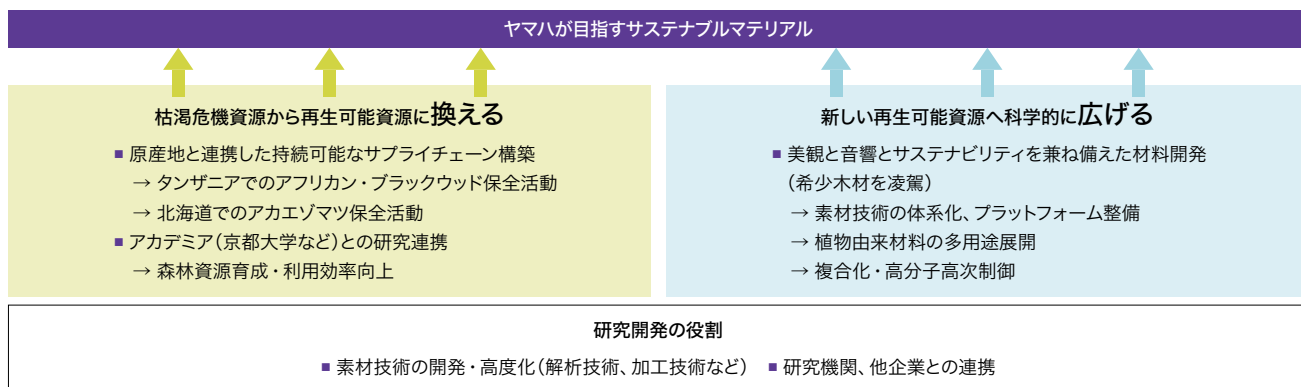 ヤマハが目指すサステナブルマテリアル
枯渇危機資源から再生可能資源に換える
■ 原産地と連携した持続可能なサプライチェーン構築
→ タンザニアでのアフリカン・ブラックウッド保全活動
→ 北海道でのアカエゾマツ保全活動
■ アカデミア(京都大学など)との研究連携
→ 森林資源育成・利用効率向上
新しい再生可能資源へ科学的に広げる
■ 美観と音響とサステナビリティを兼ね備えた材料開発
(希少木材を凌駕)
→ 素材技術の体系化、プラットフォーム整備
→ 植物由来材料の多用途展開
→ 複合化・高分子高次制御
研究開発の役割
■ 素材技術の開発・高度化(解析技術、加工技術など) ■ 研究機関、他企業との連携